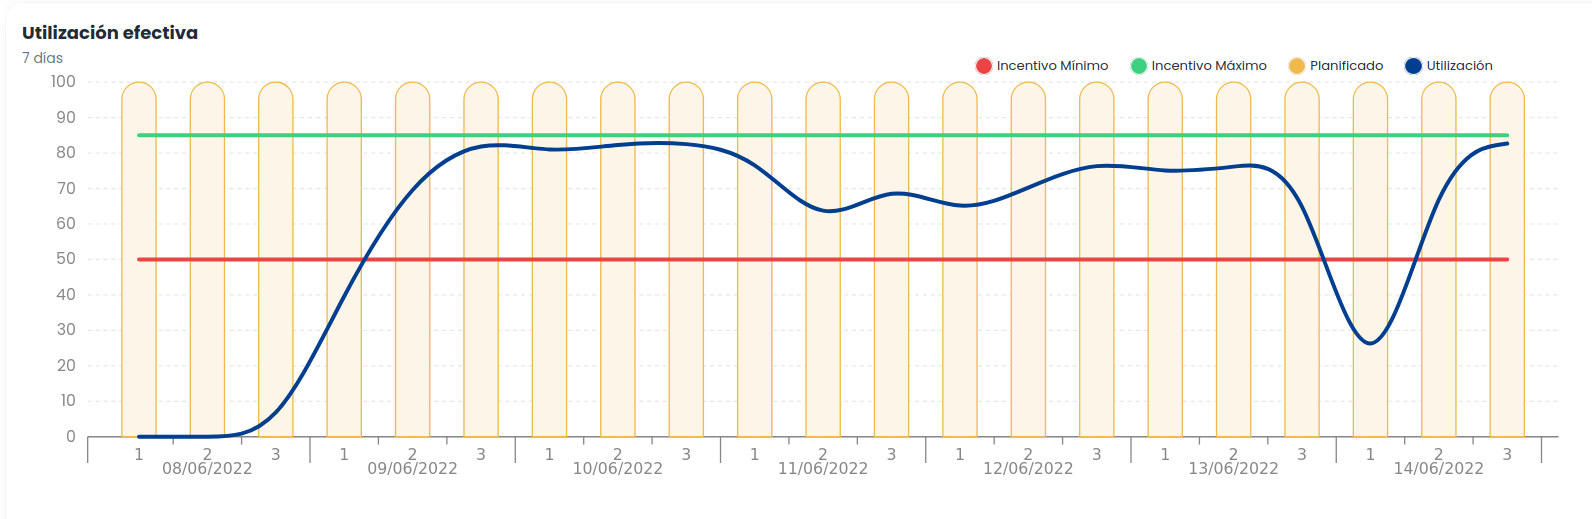 Utilización efectiva
7 días
Incentivo Mínimo Incentivo Máximo Planificado Utilización
100
90
80
70
60
50
40
30
20
10
0
1 2 3 1 2 3 1 2 3 1 2 3 1 2 3 1 2 3 1 2 3
08/06/2022 09/06/2022 10/06/2022 11/06/2022 12/06/2022 13/06/2022 14/06/2022